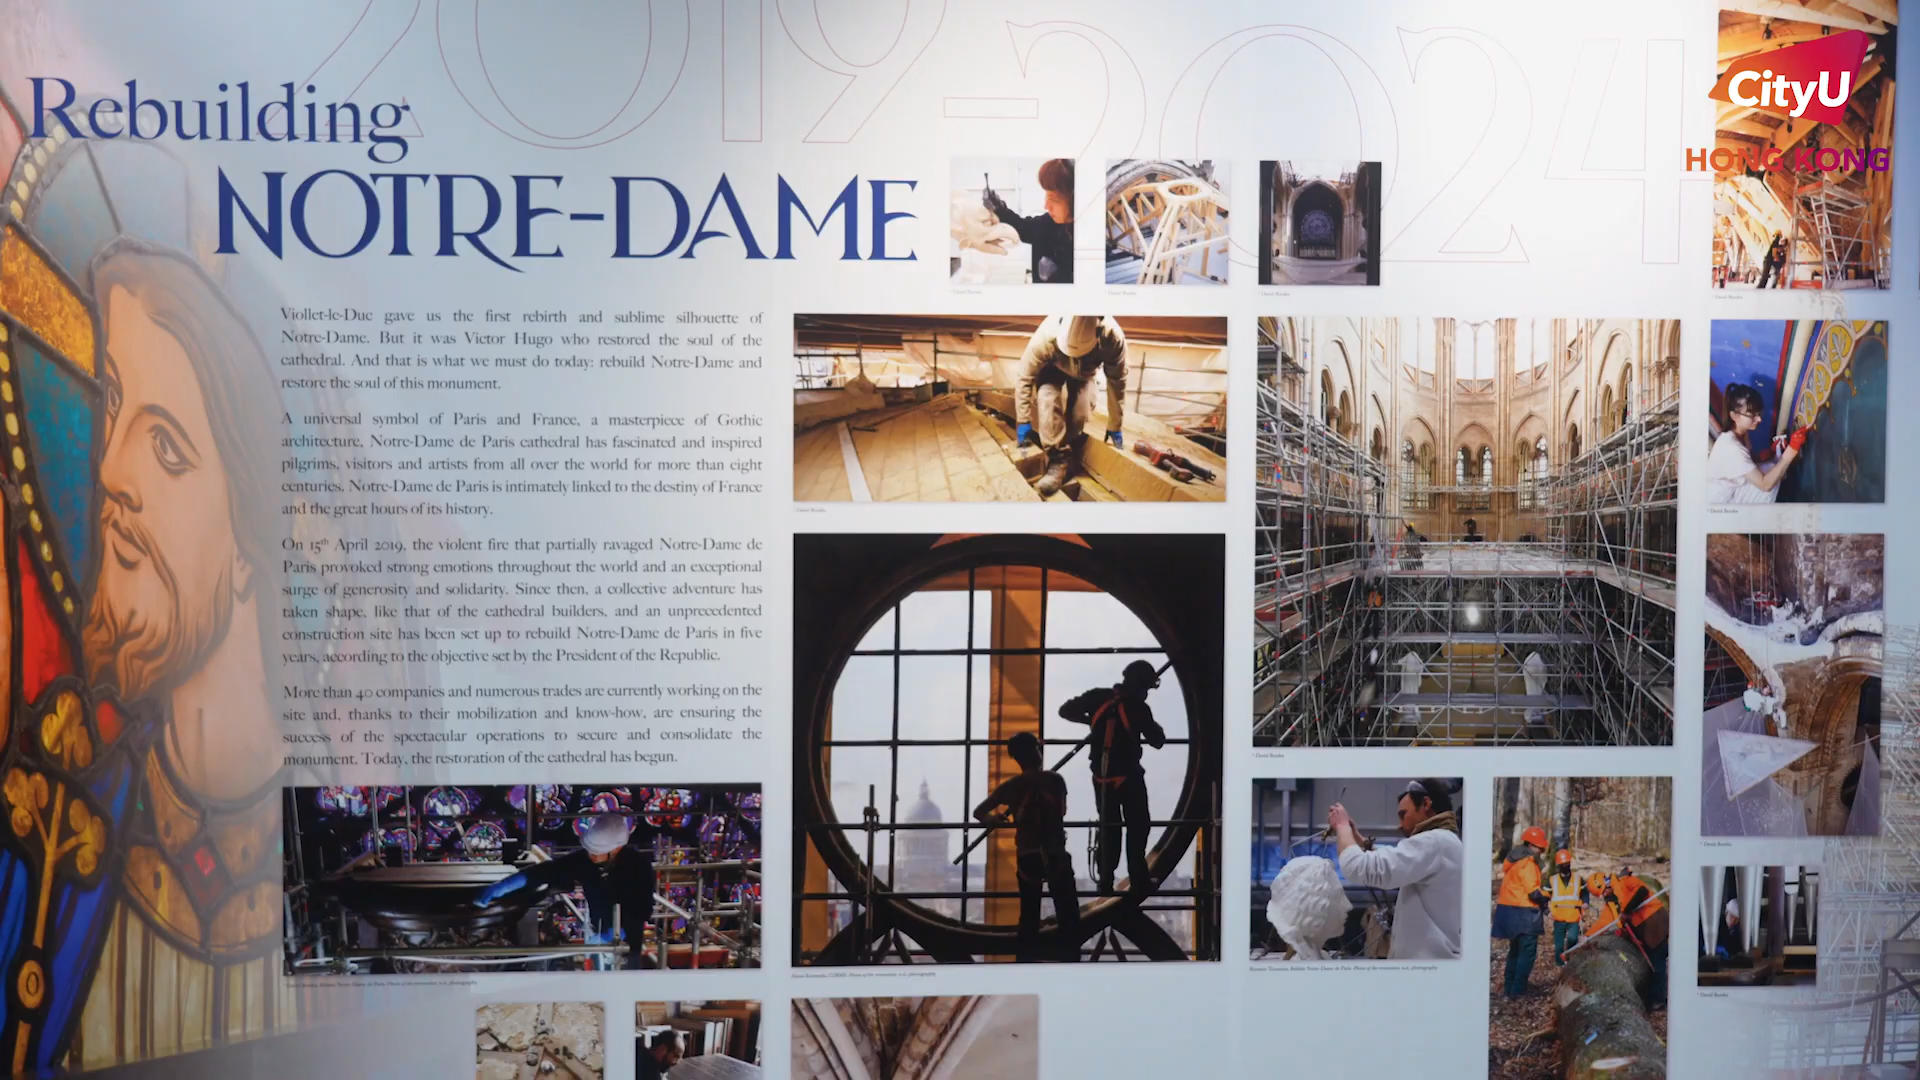 2019-2024
CityU
HONG KONG
Rebuilding
NOTRE-DAME
Viollet-le-Duc gave us the first rebirth and sublime silhouette of
Notre-Dame. But it was Victor Hugo who restored the soul of the
cathedral. And that is what we must do today: rebuild Notre-Dame and
restore the soul of this monument.
A universal symbol of Paris and France, a masterpiece of Gothic
architecture, Notre-Dame de Paris cathedral has fascinated and inspired
pilgrims, visitors and artists from all over the world for more than eight
centuries. Notre-Dame de Paris is intimately linked to the destiny of France
and the great hours of its history.
On 15th April 2019, the violent fire that partially ravaged Notre-Dame de
Paris provoked strong emotions throughout the world and an exceptional
surge of generosity and solidarity. Since then, a collective adventure has
taken shape, like that of the cathedral builders, and an unprecedented
construction site has been set up to rebuild Notre-Dame de Paris in five
years, according to the objective set by the President of the Republic.
More than 40 companies and numerous trades are currently working on the
site and, thanks to their mobilization and know-how, are ensuring the
success of the spectacular operations to secure and consolidate the
monument. Today, the restoration of the cathedral has begun.